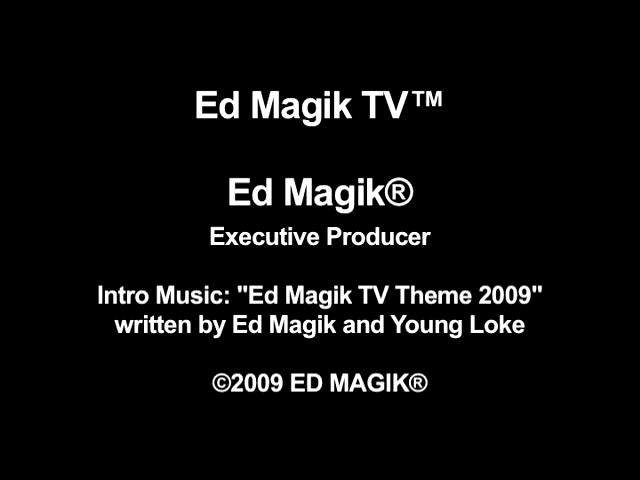 Ed Magik TV™
Ed Magik®
Executive Producer
Intro Music: "Ed Magik TV Theme 2009"
written by Ed Magik and Young Loke
©2009 ED MAGIK®